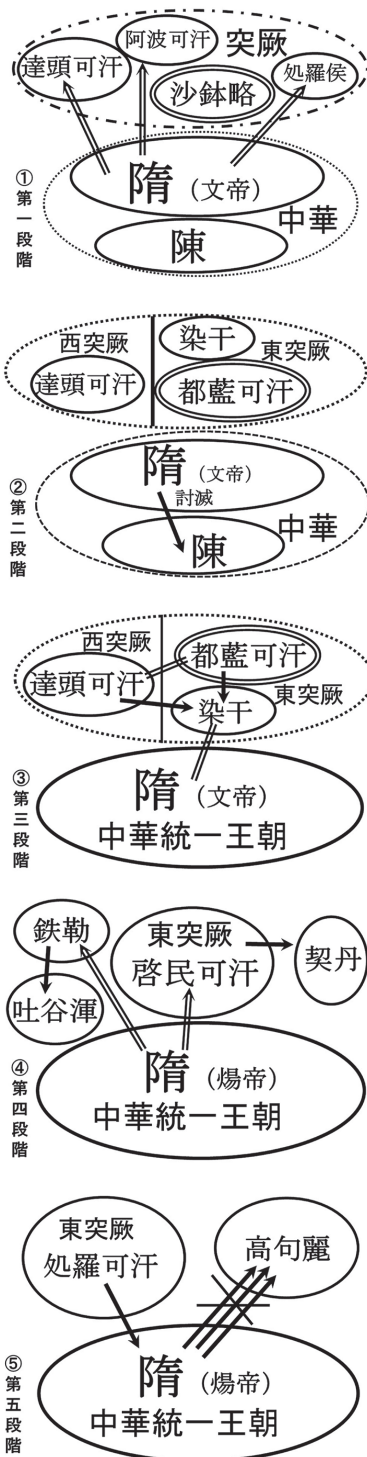 阿波可汗
突厥
達頭可汗
処羅侯
沙鉢略
隋（文帝）
中華
陳
①第一段階
染干
西突厥
東突厥
達頭可汗
都藍可汗
隋（文帝）
討滅
中華
陳
②第二段階
西突厥
都藍可汗
達頭可汗
東突厥
染干
隋（文帝）
中華統一王朝
③第三段階
鉄勒
東突厥
啓民可汗
契丹
吐谷渾
隋（煬帝）
中華統一王朝
④第四段階
東突厥
処羅可汗
高句麗
隋（煬帝）
中華統一王朝
⑤第五段階